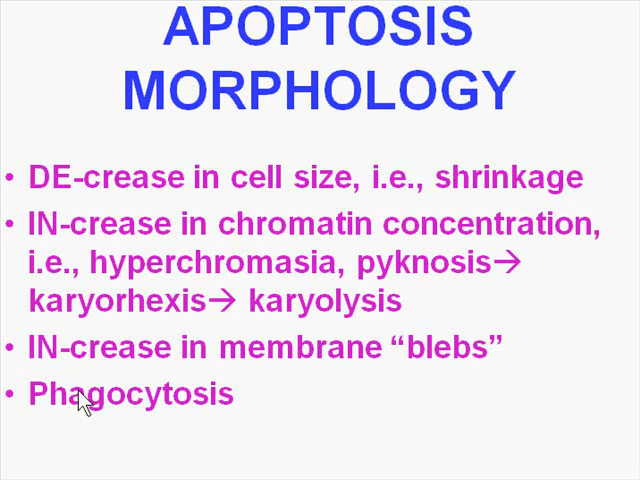 APOPTOSIS
MORPHOLOGY
• DE-crease in cell size, i.e., shrinkage
• IN-crease in chromatin concentration,
i.e., hyperchromasia, pyknosis→
karyorhexis→ karyolysis
• IN-crease in membrane “blebs”
• Phagocytosis